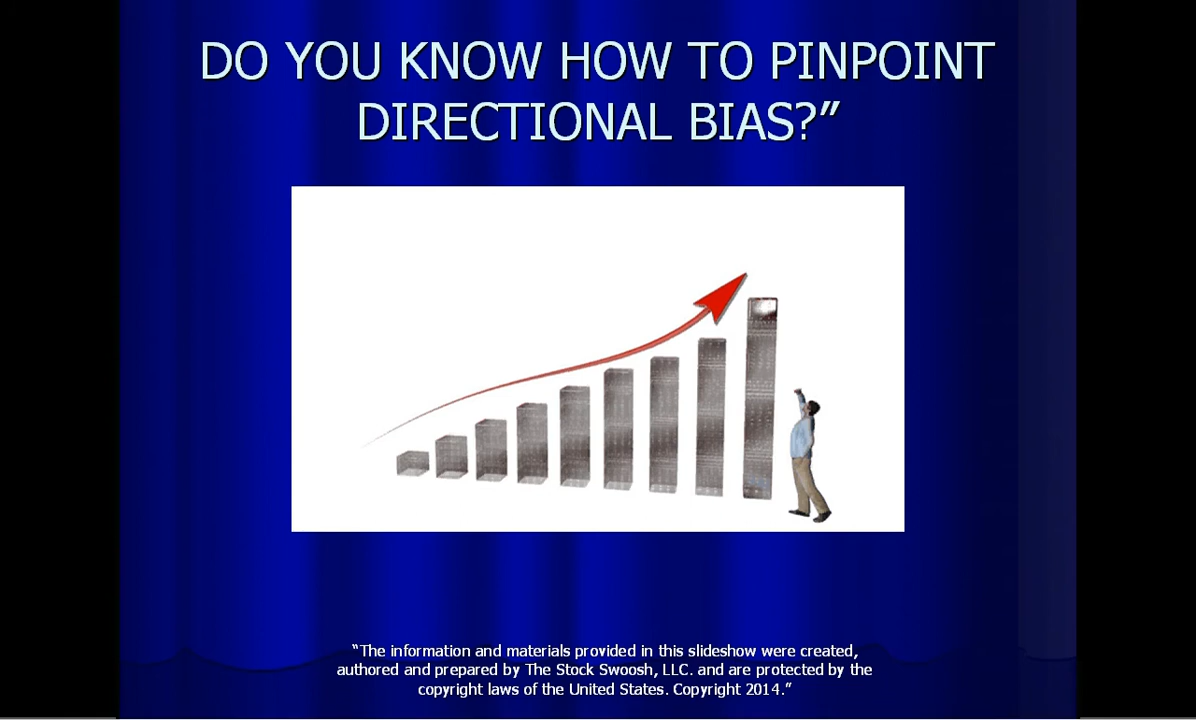 DO YOU KNOW HOW TO PINPOINT
DIRECTIONAL BIAS?”
“The information and materials provided in this slideshow were created,
authored and prepared by The Stock Swoosh, LLC. and are protected by the
copyright laws of the United States. Copyright 2014.”